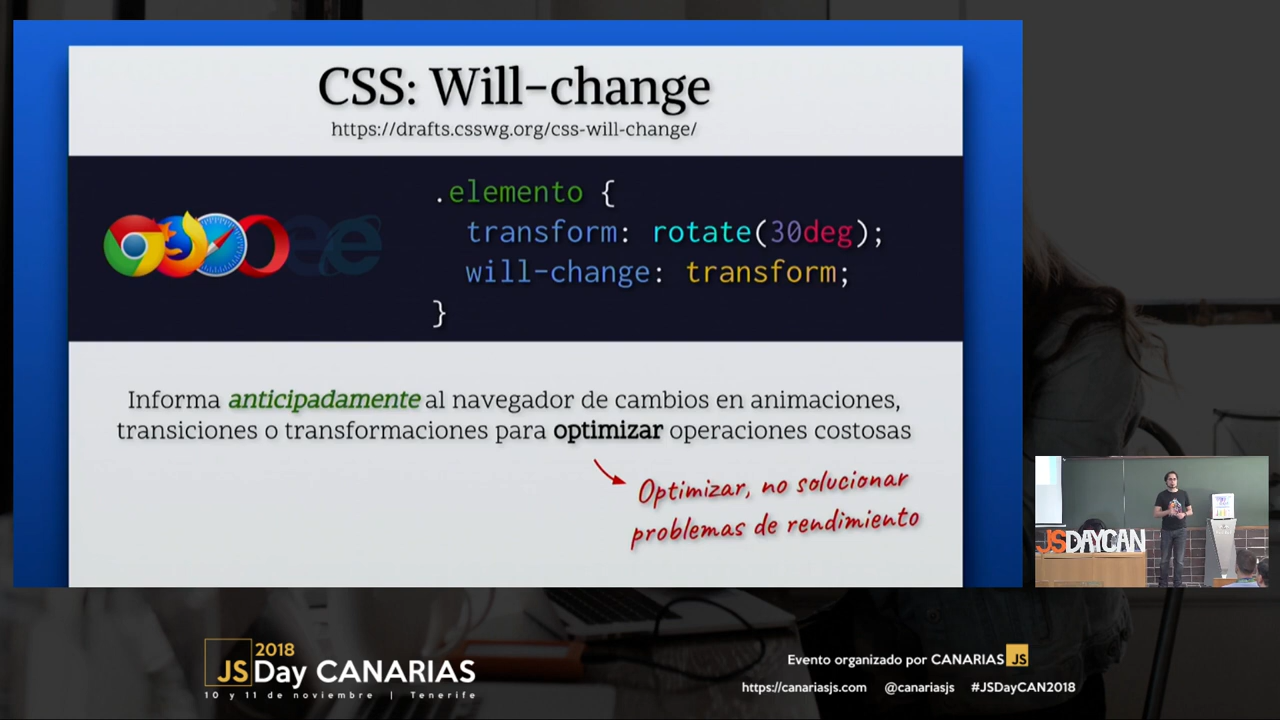 CSS: Will-change
https://drafts.csswg.org/css-will-change/
.elemento {
transform: rotate(30deg);
will-change: transform;
}
Informa anticipadamente al navegador de cambios en animaciones,
transiciones o transformaciones para optimizar operaciones costosas
Optimizar, no solucionar
problemas de rendimiento
JSDAYCAN
2018
JSDay CANARIAS
10 y 11 de noviembre | Tenerife
Evento organizado por CANARIAS JS
https://canariasjs.com @canariasjs #JSDayCAN2018